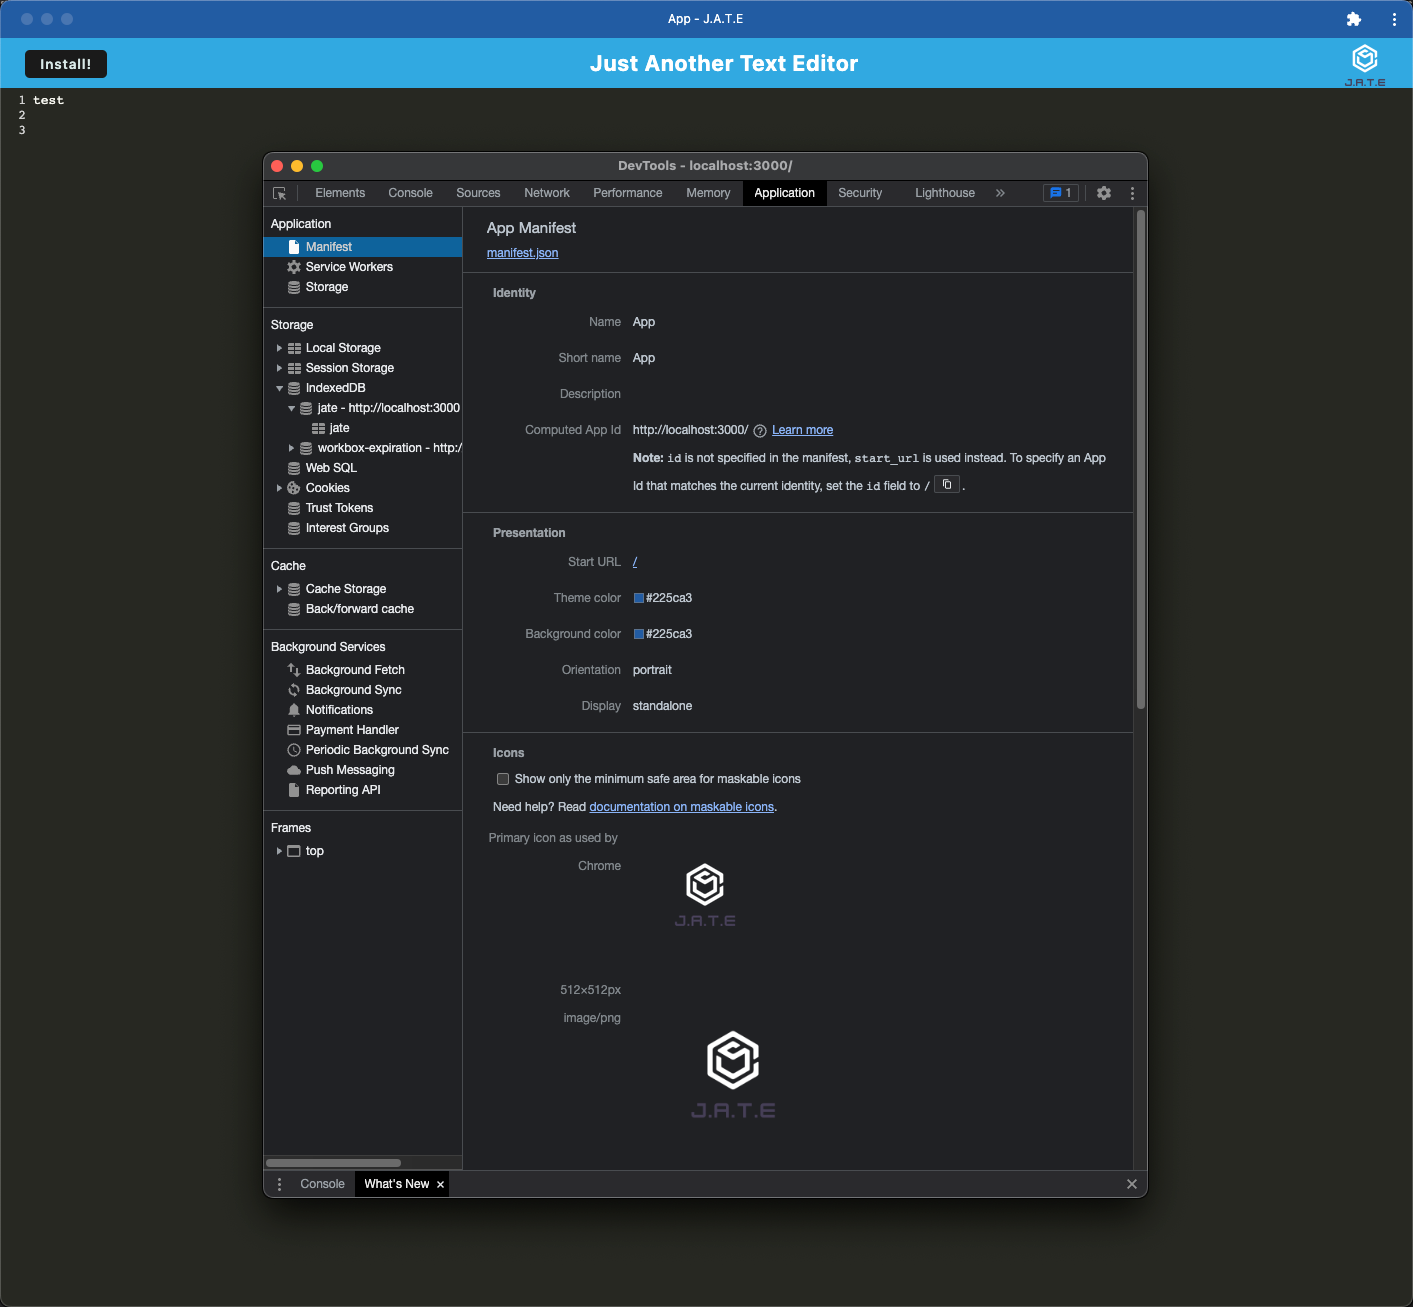 App - J.A.T.E
Install!
Just Another Text Editor
J.A.T.E
1 test
2
3
DevTools - localhost:3000/
Elements Console Sources Network Performance Memory Application Security Lighthouse » 1
Application
Manifest
Service Workers
Storage
Storage
Local Storage
Session Storage
IndexedDB
jate - http://localhost:3000
jate
workbox-expiration - http:/
Web SQL
Cookies
Trust Tokens
Interest Groups
Cache
Cache Storage
Back/forward cache
Background Services
Background Fetch
Background Sync
Notifications
Payment Handler
Periodic Background Sync
Push Messaging
Reporting API
Frames
top
App Manifest
manifest.json
Identity
Name App
Short name App
Description
Computed App Id http://localhost:3000/ ? Learn more
Note: id is not specified in the manifest, start_url is used instead. To specify an App
Id that matches the current identity, set the id field to / .
Presentation
Start URL /
Theme color #225ca3
Background color #225ca3
Orientation portrait
Display standalone
Icons
Show only the minimum safe area for maskable icons
Need help? Read documentation on maskable icons.
Primary icon as used by
Chrome
J.A.T.E
512×512px
image/png
J.A.T.E
Console What's New ×